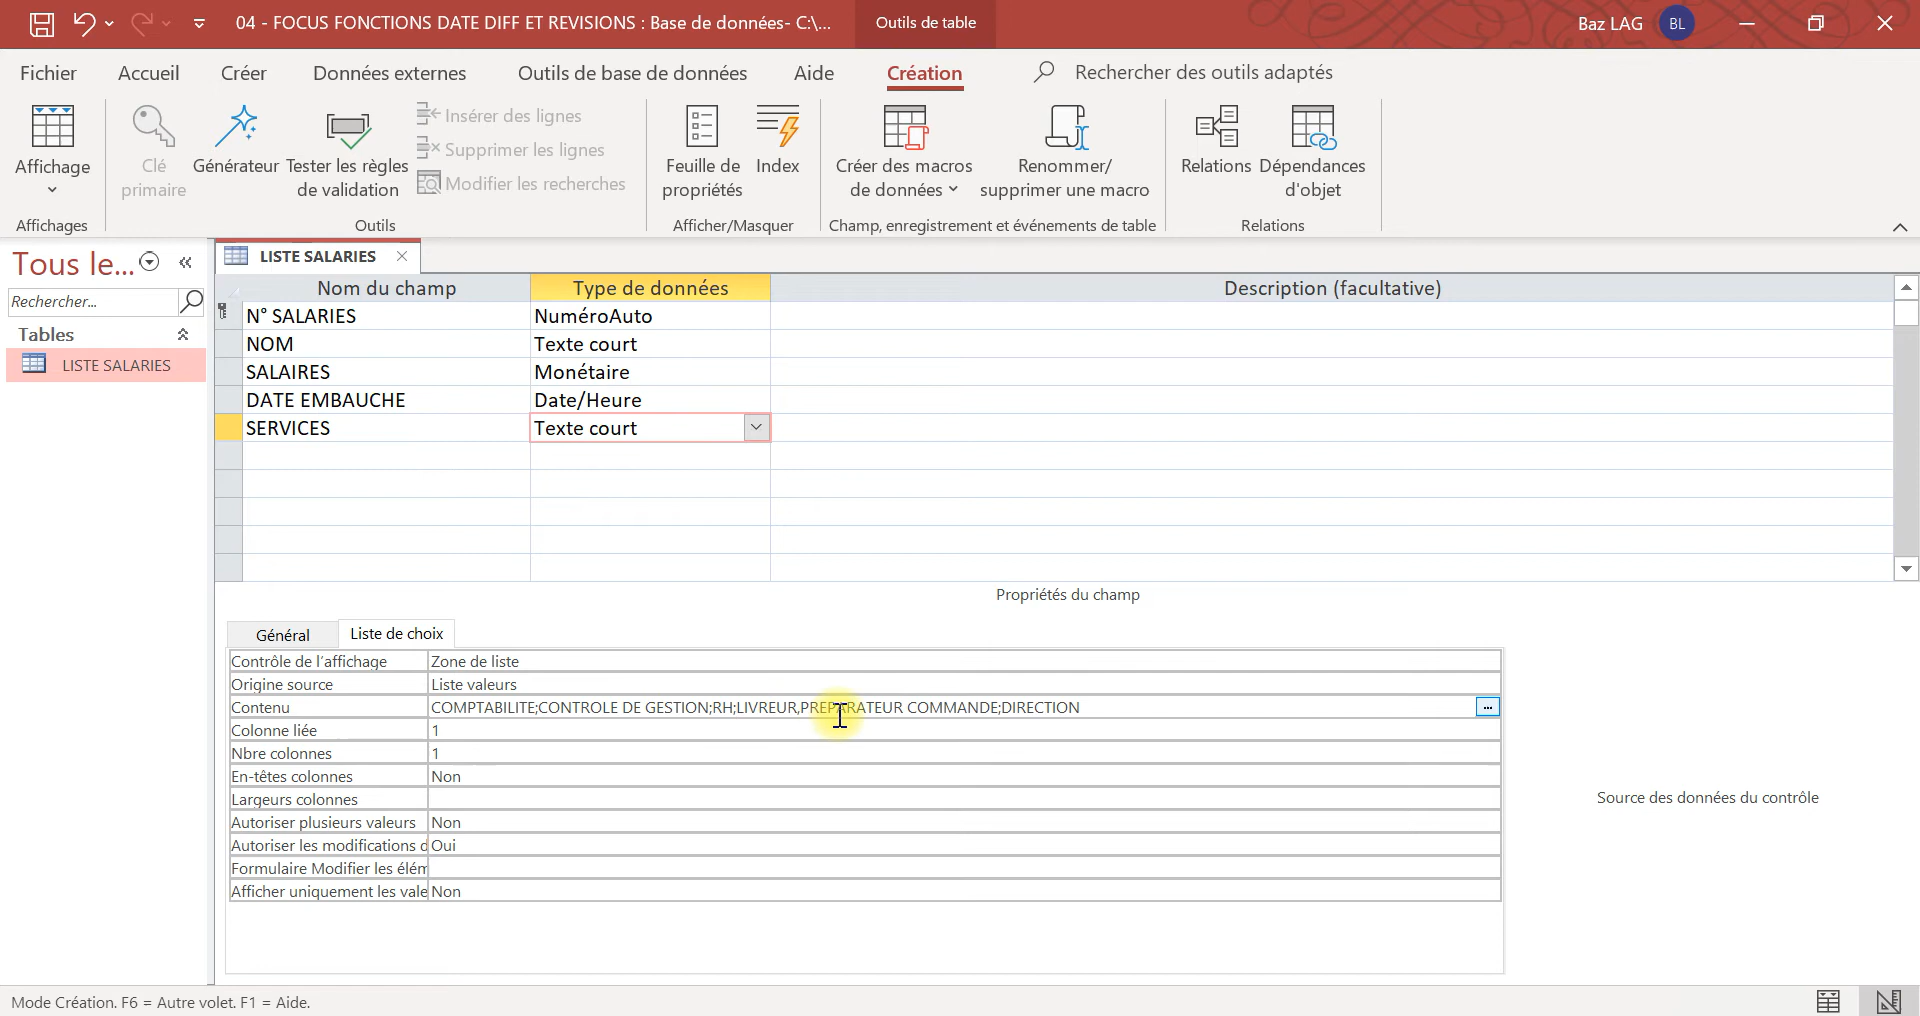 04 - FOCUS FONCTIONS DATE DIFF ET REVISIONS : Base de données- C:\...
Outils de table
Baz LAG
BL
Fichier
Accueil
Créer
Données externes
Outils de base de données
Aide
Création
Rechercher des outils adaptés
Affichage
Clé primaire
Générateur
Tester les règles de validation
Insérer des lignes
Supprimer les lignes
Modifier les recherches
Feuille de propriétés
Index
Créer des macros de données
Renommer/ supprimer une macro
Relations
Dépendances d'objet
Affichages
Outils
Afficher/Masquer
Champ, enregistrement et événements de table
Relations
Tous le...
Rechercher...
Tables
LISTE SALARIES
LISTE SALARIES
Nom du champ
Type de données
Description (facultative)
N° SALARIES
NuméroAuto
NOM
Texte court
SALAIRES
Monétaire
DATE EMBAUCHE
Date/Heure
SERVICES
Texte court
Propriétés du champ
Général
Liste de choix
Contrôle de l'affichage
Zone de liste
Origine source
Liste valeurs
Contenu
COMPTABILITE;CONTROLE DE GESTION;RH;LIVREUR,PREPARATEUR COMMANDE;DIRECTION
...
Colonne liée
1
Nbre colonnes
1
En-têtes colonnes
Non
Largeurs colonnes
Autoriser plusieurs valeurs
Non
Autoriser les modifications d
Oui
Formulaire Modifier les élém
Afficher uniquement les vale
Non
Source des données du contrôle
Mode Création. F6 = Autre volet. F1 = Aide.